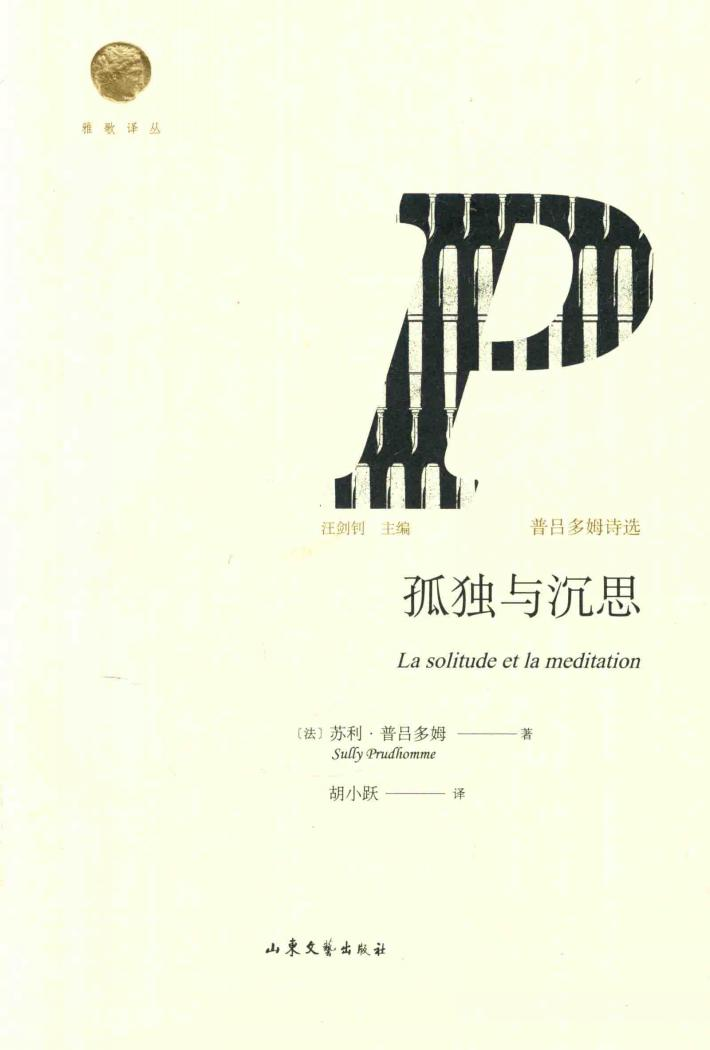 雅歌译丛
P
汪剑钊 主编 普吕多姆诗选
孤独与沉思
La solitude et la meditation
〔法〕苏利·普吕多姆 ——— 著
Sully Prudhomme
胡小跃 ——— 译
山东文艺出版社